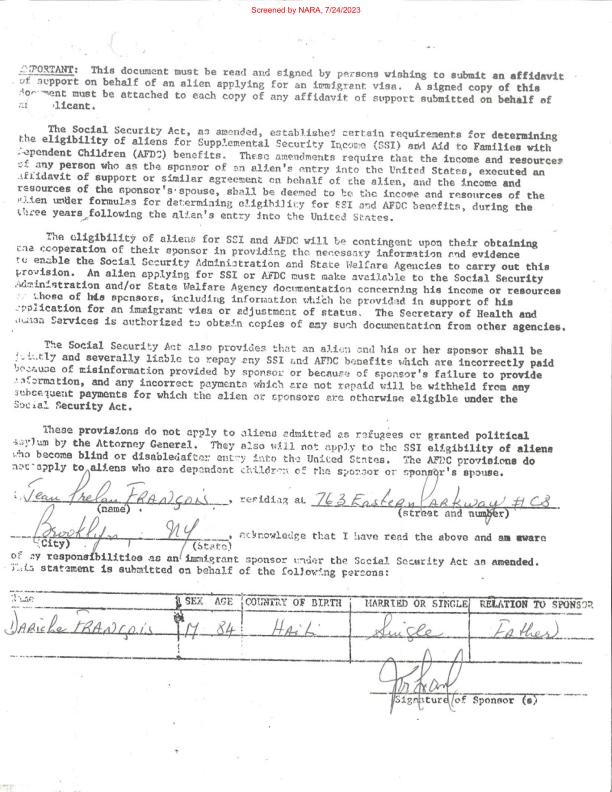 Screened by NARA, 7/24/2023
IMPORTANT: This document must be read and signed by persons wishing to submit an affidavit
of support on behalf of an alien applying for an immigrant visa. A signed copy of this
document must be attached to each copy of any affidavit of support submitted on behalf of
licant.
The Social Security Act, as amended, established certain requirements for determining
the eligibility of aliens for Supplemental Security Income (SSI) and Aid to Families with
Dependent Children (AFDC) benefits. These amendments require that the income and resources
of any person who as the sponsor of an alien's entry into the United States, executed an
affidavit of support or similar agreement on behalf of the alien, and the income and
resources of the sponsor's spouse, shall be deemed to be the income and resources of the
alien under formulas for determining eligibility for SSI and AFDC benefits, during the
three years following the alien's entry into the United States.
The eligibility of aliens for SSI and AFDC will be contingent upon their obtaining
the cooperation of their sponsor in providing the necessary information and evidence
to enable the Social Security Administration and State Welfare Agencies to carry out this
provision. An alien applying for SSI or AFDC must make available to the Social Security
Administration and/or State Welfare Agency documentation concerning his income or resources
or those of his sponsors, including information which he provided in support of his
application for an immigrant visa or adjustment of status. The Secretary of Health and
Human Services is authorized to obtain copies of any such documentation from other agencies.
The Social Security Act also provides that an alien and his or her sponsor shall be
jointly and severally liable to repay any SSI and AFDC benefits which are incorrectly paid
because of misinformation provided by sponsor or because of sponsor's failure to provide
information, and any incorrect payments which are not repaid will be withheld from any
subsequent payments for which the alien or sponsors are otherwise eligible under the
Social Security Act.
These provisions do not apply to aliens admitted as refugees or granted political
asylum by the Attorney General. They also will not apply to the SSI eligibility of aliens
who become blind or disabledafter entry into the United States. The AFDC provisions do
not apply to aliens who are dependent children of the sponsor or sponsor's spouse.
I, Jean Prelan FRANÇOIS, residing at 763 Eastern Parkway # C8
(name) (street and number)
Brooklyn NY, acknowledge that I have read the above and am aware
(City) (State)
of my responsibilities as an immigrant sponsor under the Social Security Act as amended.
This statement is submitted on behalf of the following persons:
Name SEX AGE COUNTRY OF BIRTH MARRIED OR SINGLE RELATION TO SPONSOR
DARICHE FRANÇOIS M 84 Haiti Single Father
Signature of Sponsor (s)